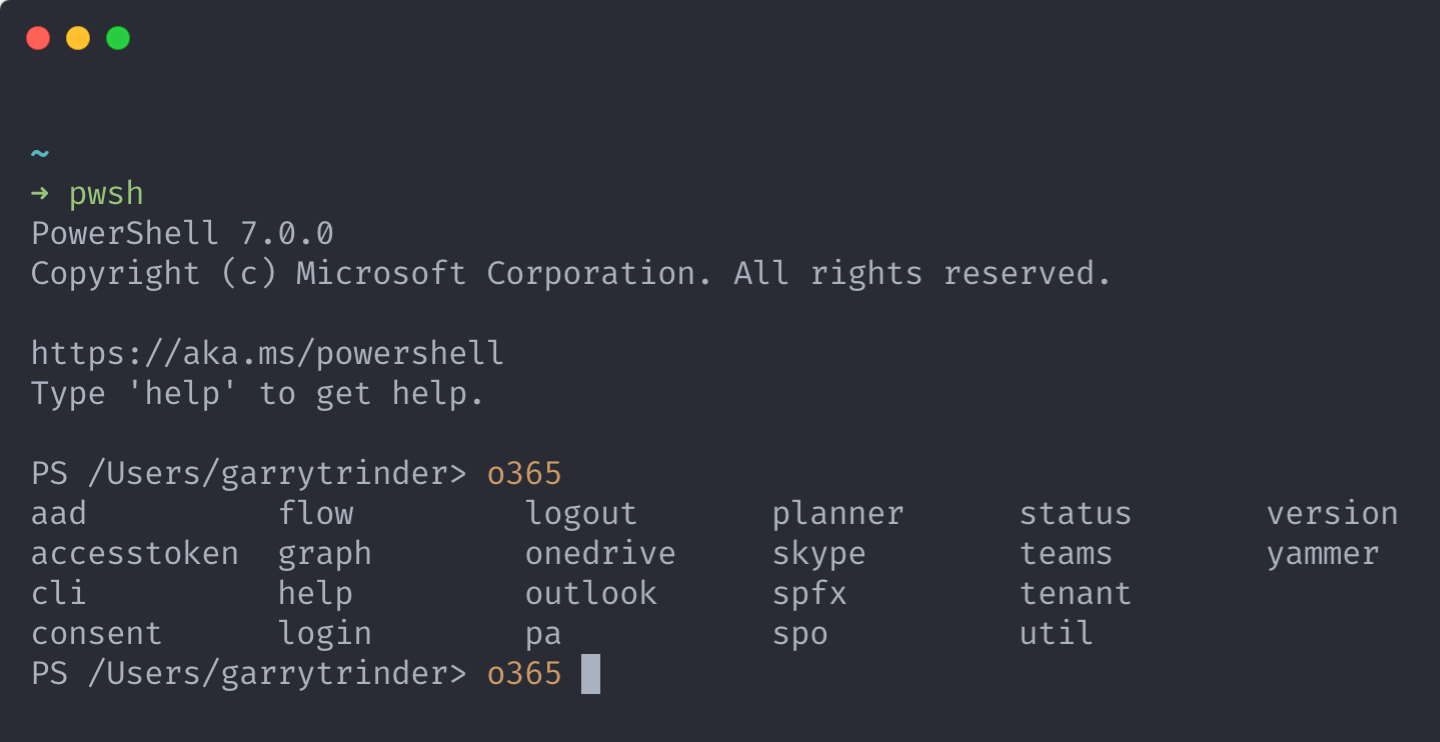 ~
➜ pwsh
PowerShell 7.0.0
Copyright (c) Microsoft Corporation. All rights reserved.
https://aka.ms/powershell
Type 'help' to get help.
PS /Users/garrytrinder> o365
aad          flow         logout       planner      status       version
accesstoken  graph        onedrive     skype        teams        yammer
cli          help         outlook      spfx         tenant
consent      login        pa           spo          util
PS /Users/garrytrinder> o365